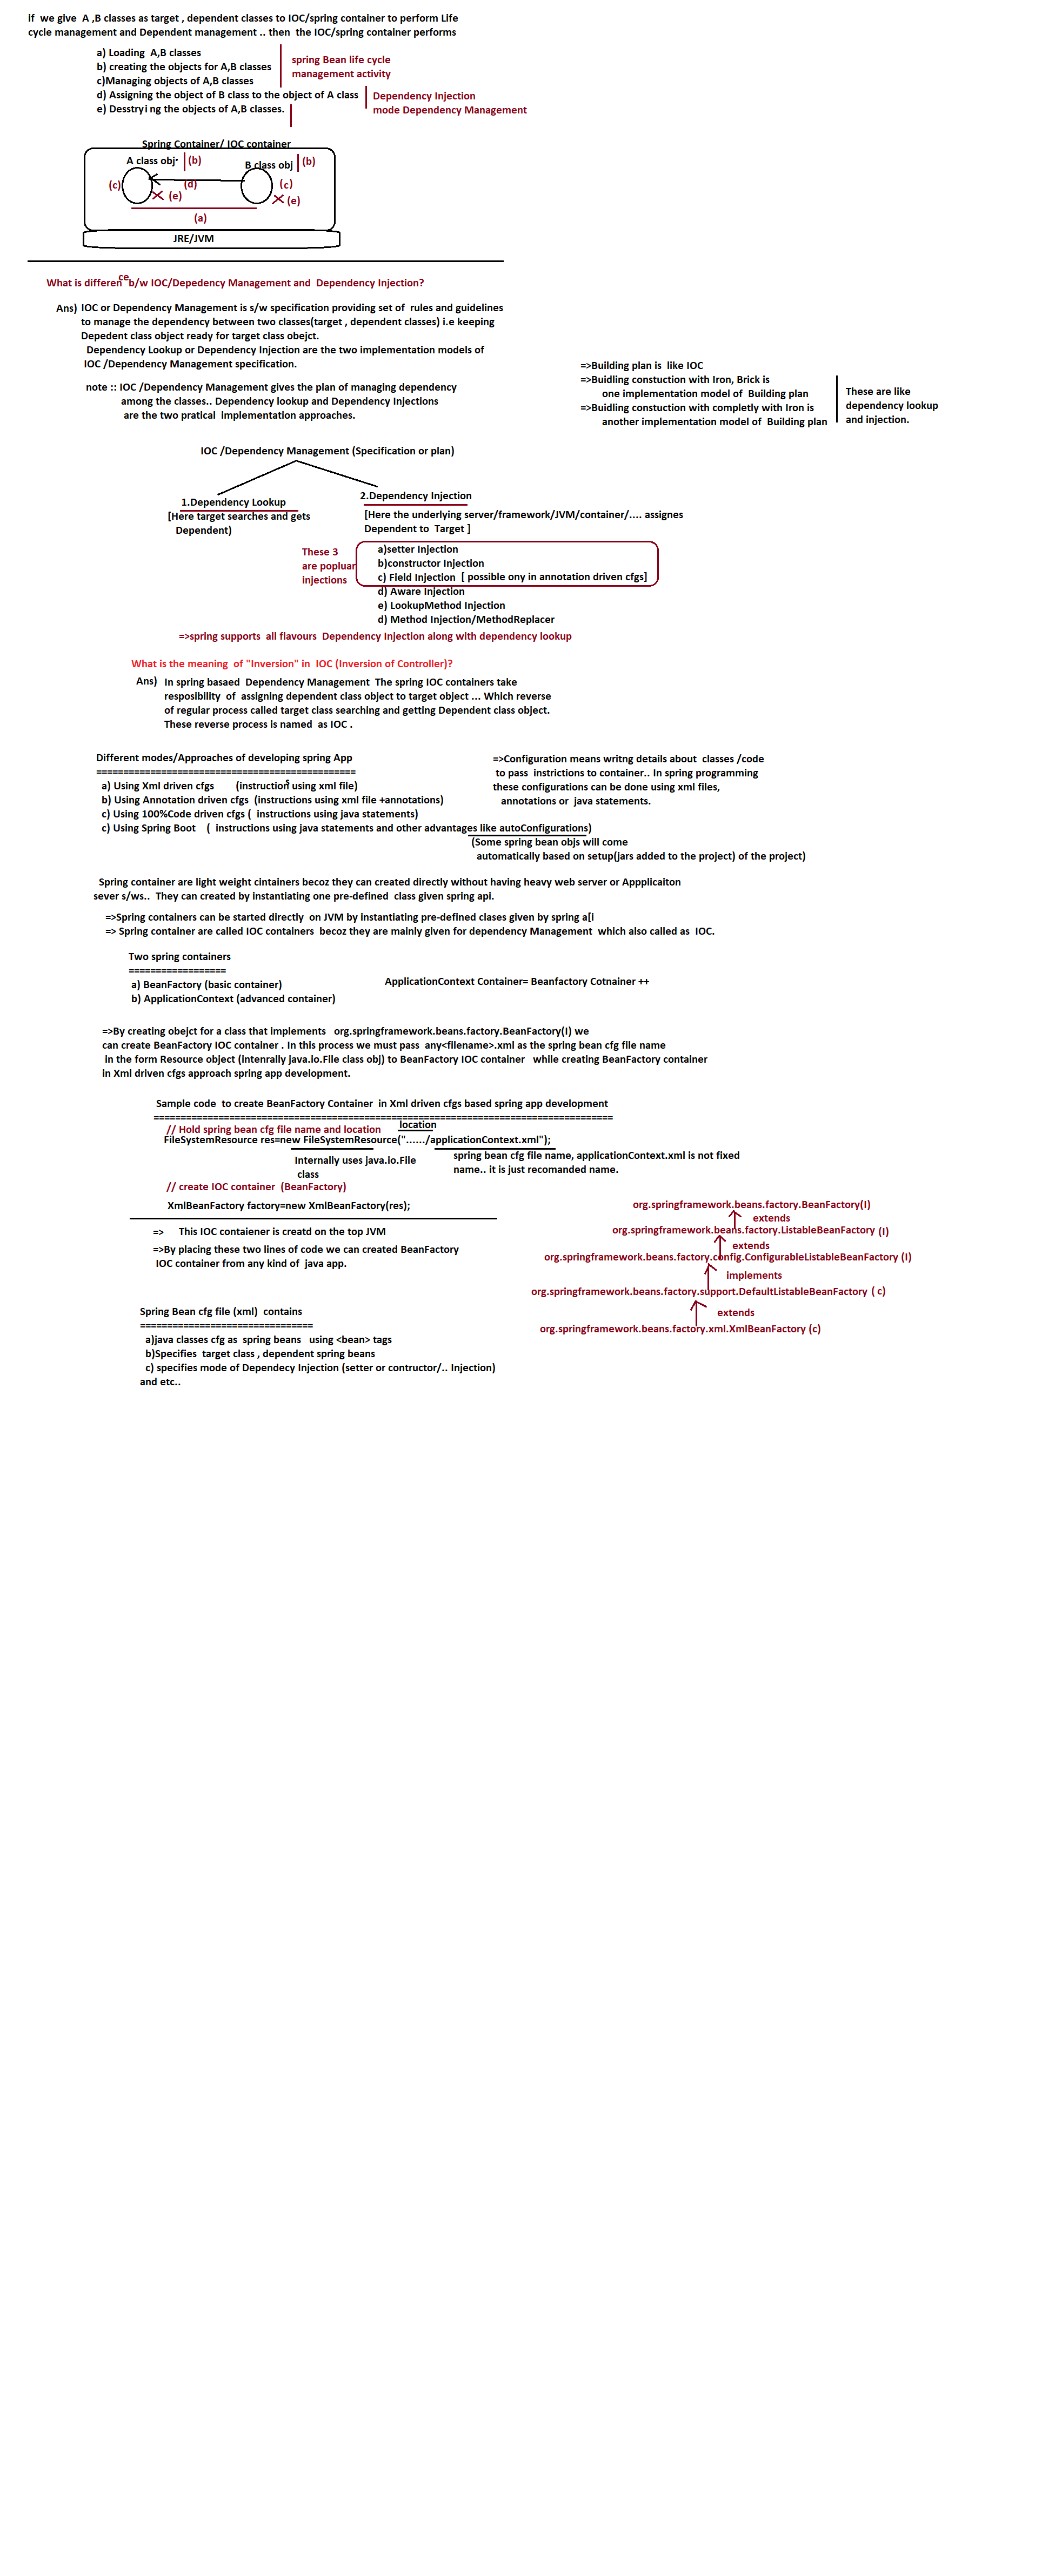 if  we give  A ,B classes as target , dependent classes to IOC/spring container to perform Life
cycle management and Dependent management .. then  the IOC/spring container performs
a) Loading  A,B classes
b) creating the objects for A,B classes
c)Managing objects of A,B classes
spring Bean life cycle
management activity
d) Assigning the object of B class to the object of A class
e) Desstryi ng the objects of A,B classes.
Dependency Injection
mode Dependency Management
Spring Container/ IOC container
A class obj (b)
B class obj (b)
(c) (d) (c)
(e) (e)
(a)
JRE/JVM
What is differen ce b/w IOC/Depedency Management and  Dependency Injection?
Ans) IOC or Dependency Management is s/w specification providing set of  rules and guidelines
to manage the dependency between two classes(target , dependent classes) i.e keeping
Depedent class object ready for target class obejct.
Dependency Lookup or Dependency Injection are the two implementation models of
IOC /Dependency Management specification.
note :: IOC /Dependency Management gives the plan of managing dependency
among the classes.. Dependency lookup and Dependency Injections
are the two pratical  implementation approaches.
=>Building plan is  like IOC
=>Buidling constuction with Iron, Brick is
one implementation model of  Building plan
=>Buidling constuction with completly with Iron is
another implementation model of  Building plan
These are like
dependency lookup
and injection.
IOC /Dependency Management (Specification or plan)
1.Dependency Lookup
[Here target searches and gets
Dependent)
2.Dependency Injection
[Here the underlying server/framework/JVM/container/.... assignes
Dependent to  Target ]
These 3
are popluar
injections
a)setter Injection
b)constructor Injection
c) Field Injection  [ possible ony in annotation driven cfgs]
d) Aware Injection
e) LookupMethod Injection
d) Method Injection/MethodReplacer
=>spring supports  all flavours  Dependency Injection along with dependency lookup
What is the meaning  of "Inversion" in  IOC (Inversion of Controller)?
Ans) In spring basaed  Dependency Management  The spring IOC containers take
resposibility  of  assigning dependent class object to target object ... Which reverse
of regular process called target class searching and getting Dependent class object.
These reverse process is named  as IOC .
Different modes/Approaches of developing spring App
================================================
a) Using Xml driven cfgs (instructions using xml file)
b) Using Annotation driven cfgs  (instructions using xml file +annotations)
c) Using 100%Code driven cfgs (  instructions using java statements)
c) Using Spring Boot    (  instructions using java statements and other advantages like autoConfigurations)
(Some spring bean objs will come
automatically based on setup(jars added to the project) of the project)
=>Configuration means writng details about  classes /code
to pass  instrictions to container.. In spring programming
these configurations can be done using xml files,
annotations or  java statements.
Spring container are light weight cintainers becoz they can created directly without having heavy web server or Appplicaiton
sever s/ws..  They can created by instantiating one pre-defined  class given spring api.
=>Spring containers can be started directly  on JVM by instantiating pre-defined clases given by spring a[i
=> Spring container are called IOC containers  becoz they are mainly given for dependency Management  which also called as  IOC.
Two spring containers
==================
a) BeanFactory (basic container)
b) ApplicationContext (advanced container)
ApplicationContext Container= Beanfactory Cotnainer ++
=>By creating obejct for a class that implements   org.springframework.beans.factory.BeanFactory(I) we
can create BeanFactory IOC container . In this process we must pass  any<filename>.xml as the spring bean cfg file name
in the form Resource object (intenrally java.io.File class obj) to BeanFactory IOC container   while creating BeanFactory container
in Xml driven cfgs approach spring app development.
Sample code  to create BeanFactory Container  in Xml driven cfgs based spring app development
=====================================================================================
// Hold spring bean cfg file name and location
location
FileSystemResource res=new FileSystemResource("....../applicationContext.xml");
Internally uses java.io.File
class
spring bean cfg file name, applicationContext.xml is not fixed
name.. it is just recomanded name.
// create IOC container  (BeanFactory)
XmlBeanFactory factory=new XmlBeanFactory(res);
=> This IOC contaiener is creatd on the top JVM
=>By placing these two lines of code we can created BeanFactory
IOC container from any kind of  java app.
org.springframework.beans.factory.BeanFactory(I)
extends
org.springframework.beans.factory.ListableBeanFactory (I)
extends
org.springframework.beans.factory.config.ConfigurableListableBeanFactory (I)
implements
org.springframework.beans.factory.support.DefaultListableBeanFactory ( c)
extends
org.springframework.beans.factory.xml.XmlBeanFactory (c)
Spring Bean cfg file (xml)  contains
================================
a)java classes cfg as  spring beans   using <bean> tags
b)Specifies  target class , dependent spring beans
c) specifies mode of Dependecy Injection (setter or contructor/.. Injection)
and etc..